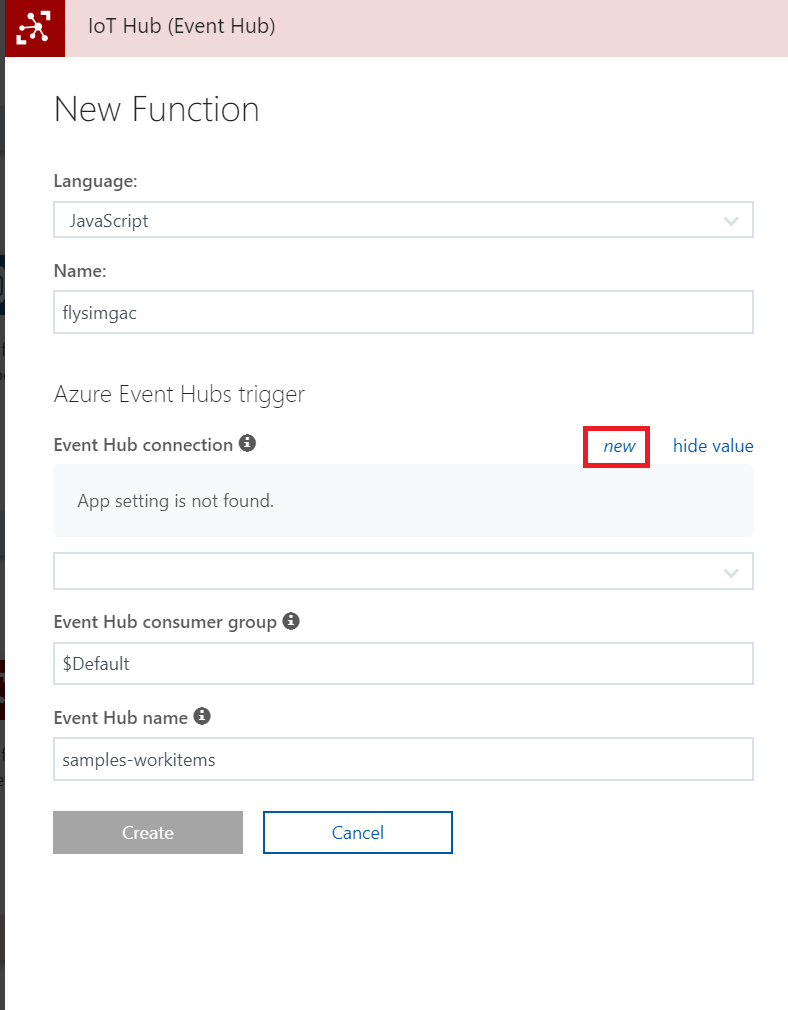 IoT Hub (Event Hub)
New Function
Language:
JavaScript
Name:
flysimgac
Azure Event Hubs trigger
Event Hub connection new hide value
App setting is not found.
Event Hub consumer group
$Default
Event Hub name
samples-workitems
Create Cancel